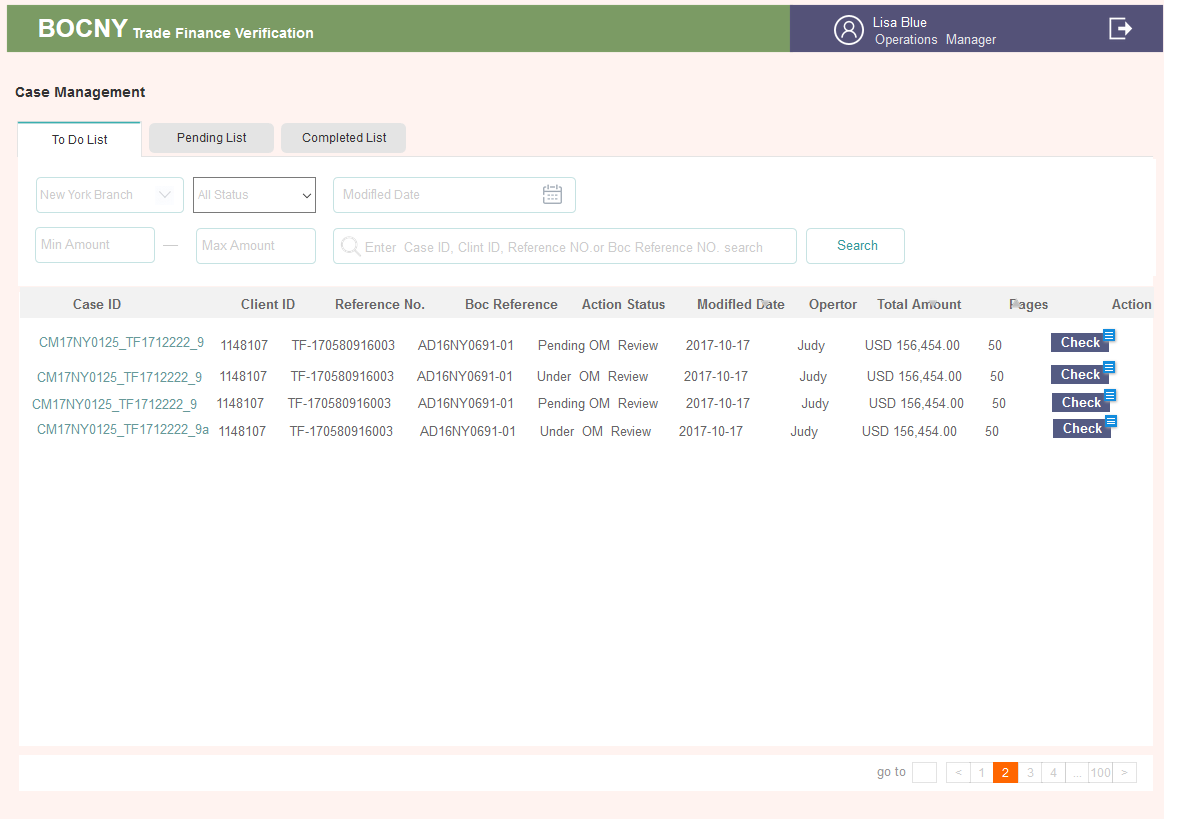 BOCNY Trade Finance Verification
Lisa Blue
Operations Manager
Case Management
To Do List Pending List Completed List
New York Branch All Status Modifled Date
Min Amount — Max Amount Enter Case ID, Clint ID, Reference NO.or Boc Reference NO. search Search
Case ID Client ID Reference No. Boc Reference Action Status Modifled Date Opertor Total Amount Pages Action
CM17NY0125_TF1712222_9 1148107 TF-170580916003 AD16NY0691-01 Pending OM Review 2017-10-17 Judy USD 156,454.00 50 Check
CM17NY0125_TF1712222_9 1148107 TF-170580916003 AD16NY0691-01 Under OM Review 2017-10-17 Judy USD 156,454.00 50 Check
CM17NY0125_TF1712222_9 1148107 TF-170580916003 AD16NY0691-01 Pending OM Review 2017-10-17 Judy USD 156,454.00 50 Check
CM17NY0125_TF1712222_9a 1148107 TF-170580916003 AD16NY0691-01 Under OM Review 2017-10-17 Judy USD 156,454.00 50 Check
go to < 1 2 3 4 ... 100 >